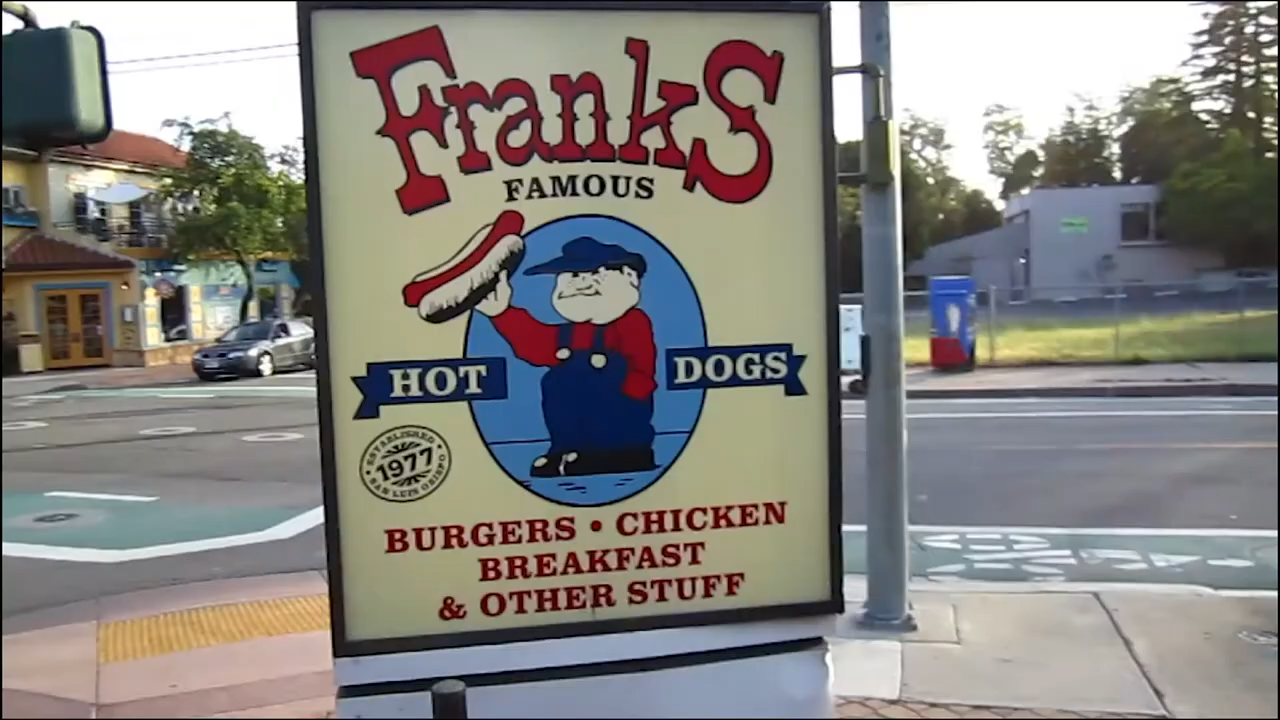 Franks
FAMOUS
HOT DOGS
ESTABLISHED
1977
SAN LUIS OBISPO
BURGERS • CHICKEN
BREAKFAST
& OTHER STUFF